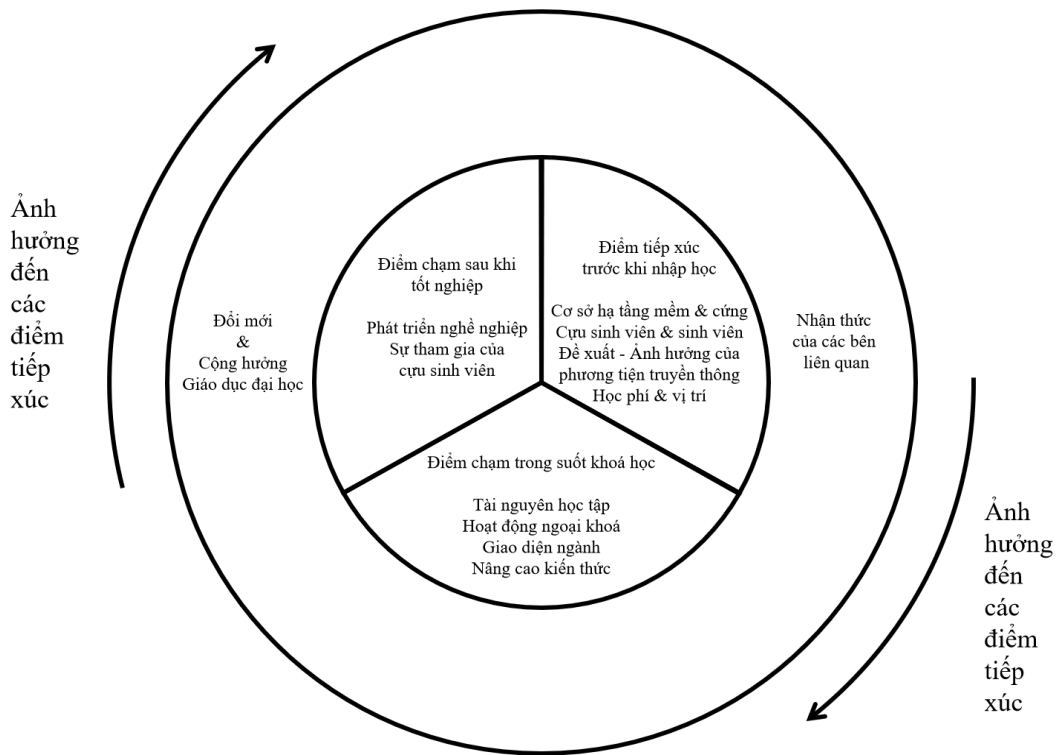 Ảnh
hưởng
đến
các
điểm
tiếp
xúc
Đổi mới
&
Cộng hưởng
Giáo dục đại học
Điểm chạm sau khi
tốt nghiệp
Phát triển nghề nghiệp
Sự tham gia của
cựu sinh viên
Điểm tiếp xúc
trước khi nhập học
Cơ sở hạ tầng mềm & cứng
Cựu sinh viên & sinh viên
Đề xuất - Ảnh hưởng của
phương tiện truyền thông
Học phí & vị trí
Điểm chạm trong suốt khoá học
Tài nguyên học tập
Hoạt động ngoại khoá
Giao diện ngành
Nâng cao kiến thức
Nhận thức
của các bên
liên quan
Ảnh
hưởng
đến
các
điểm
tiếp
xúc